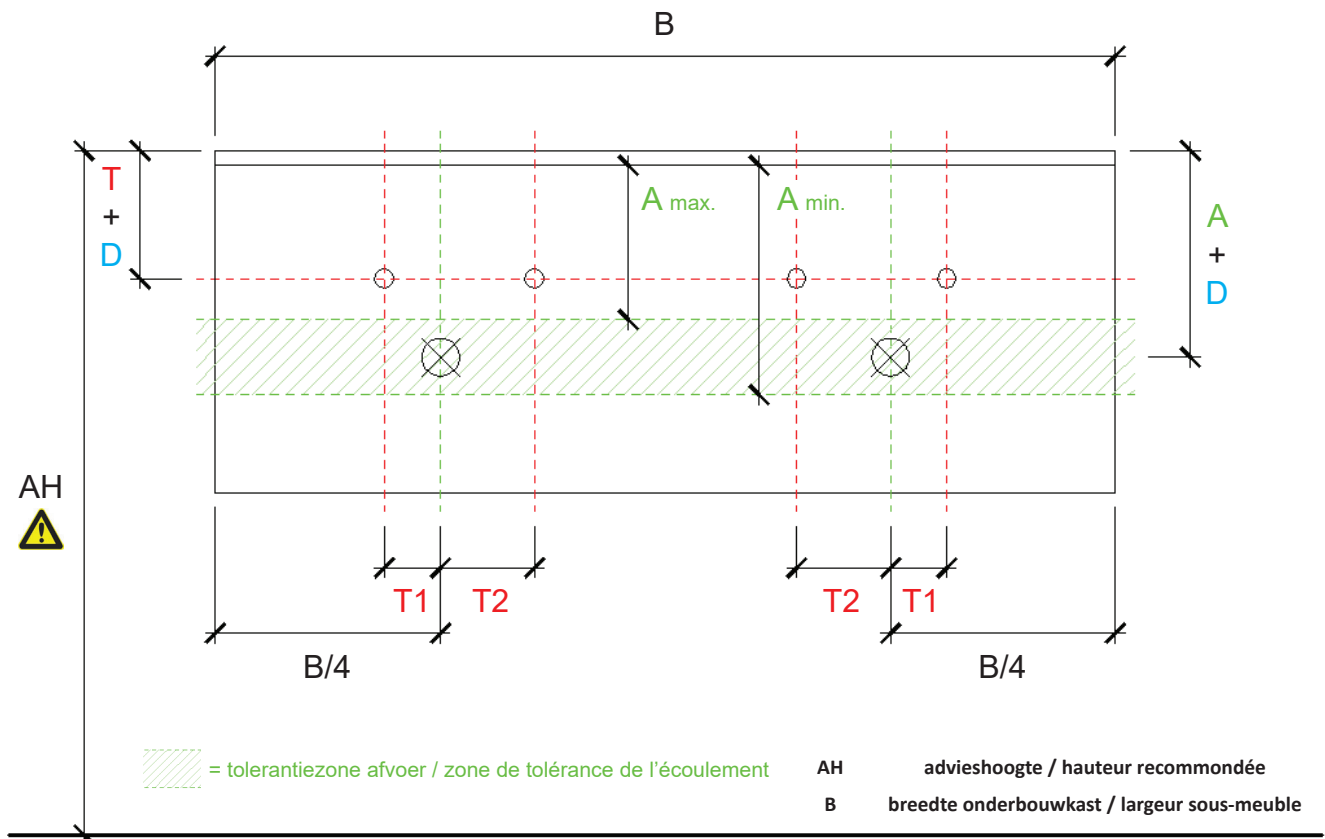 B
T
+
D
A max.
A min.
A
+
D
AH
T1
T2
T2
T1
B/4
B/4
= tolerantiezone afvoer / zone de tolérance de l'écoulement
AH advieshoogte / hauteur recommondée
B breedte onderbouwkast / largeur sous-meuble